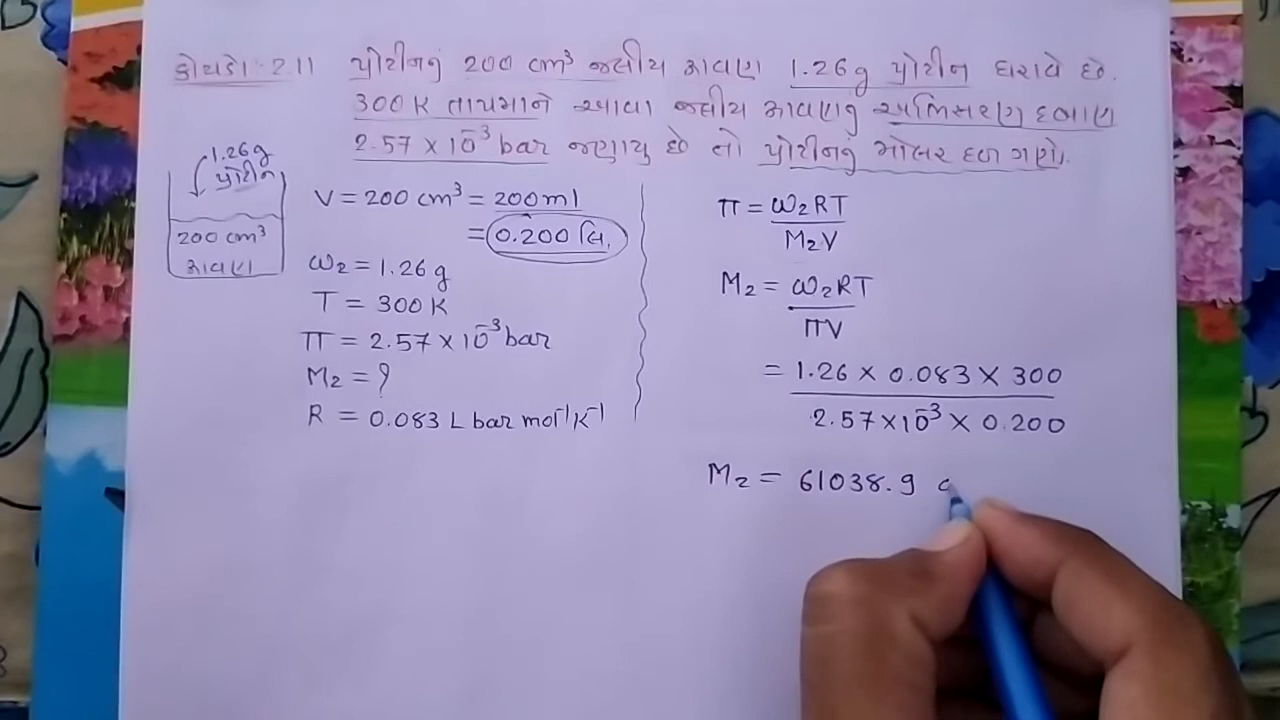 કોયડો 2.11 પ્રોટીનનું 200 cm³ જલીય દ્રાવણ 1.26g પ્રોટીન ધરાવે છે.
300K તાપમાને આવા જલીય દ્રાવણનું અભિસરણ દબાણ
2.57 × 10⁻³ bar જણાયુ છે તો પ્રોટીનનું મોલર દળ ગણો.
1.26g
પ્રોટીન
200 cm³
દ્રાવણ
V = 200 cm³ = 200ml
= 0.200 લિ.
ω₂ = 1.26 g
T = 300 K
π = 2.57 × 10⁻³ bar
M₂ = ?
R = 0.083 L bar mol⁻¹K⁻¹
π = ω₂RT
M₂V
M₂ = ω₂RT
πV
= 1.26 × 0.083 × 300
2.57×10⁻³ × 0.200
M₂ = 61038.9